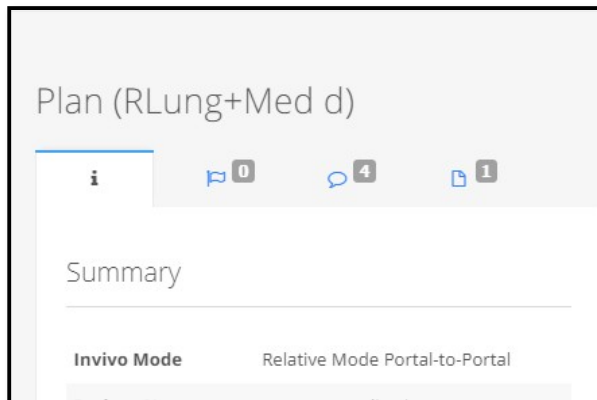 Plan (RLung+Med d)
i 0 4 1
Summary
Invivo Mode Relative Mode Portal-to-Portal